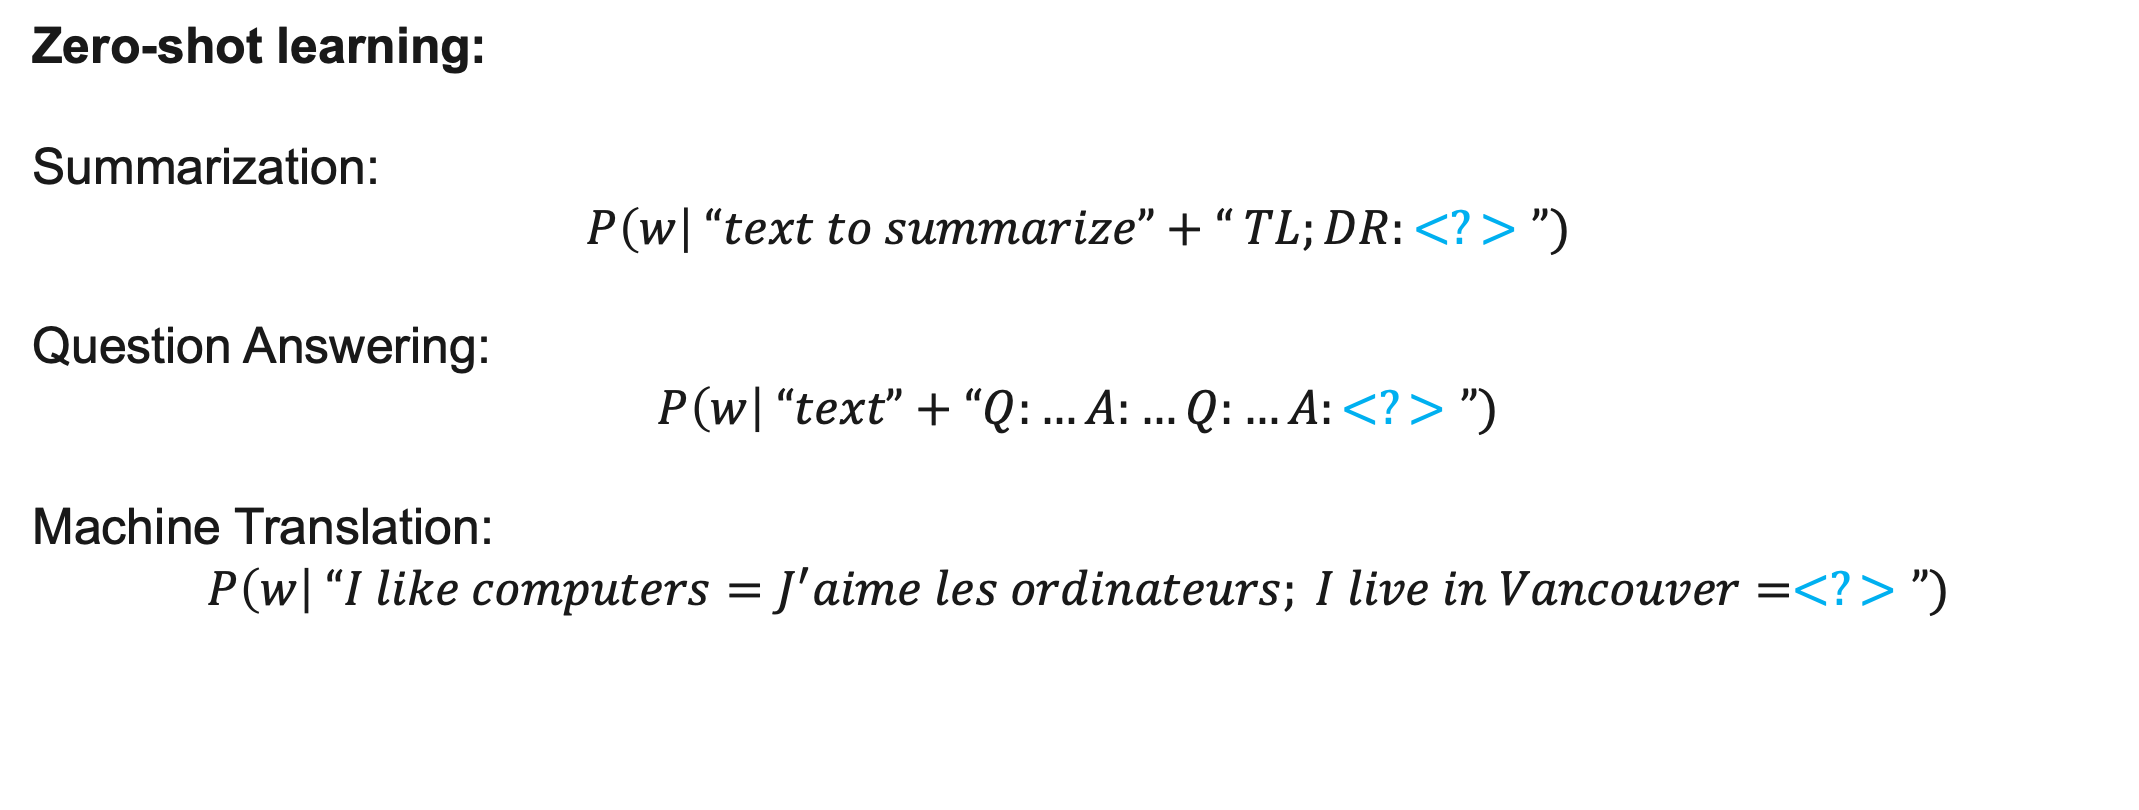 Zero-shot learning:
Summarization:
P(w| “text to summarize” + “ TL; DR: <? > ”)
Question Answering:
P(w| “text” + “Q: … A: … Q: … A: <? > ”)
Machine Translation:
P(w| “I like computers = J′aime les ordinateurs; I live in Vancouver =<? > ”)